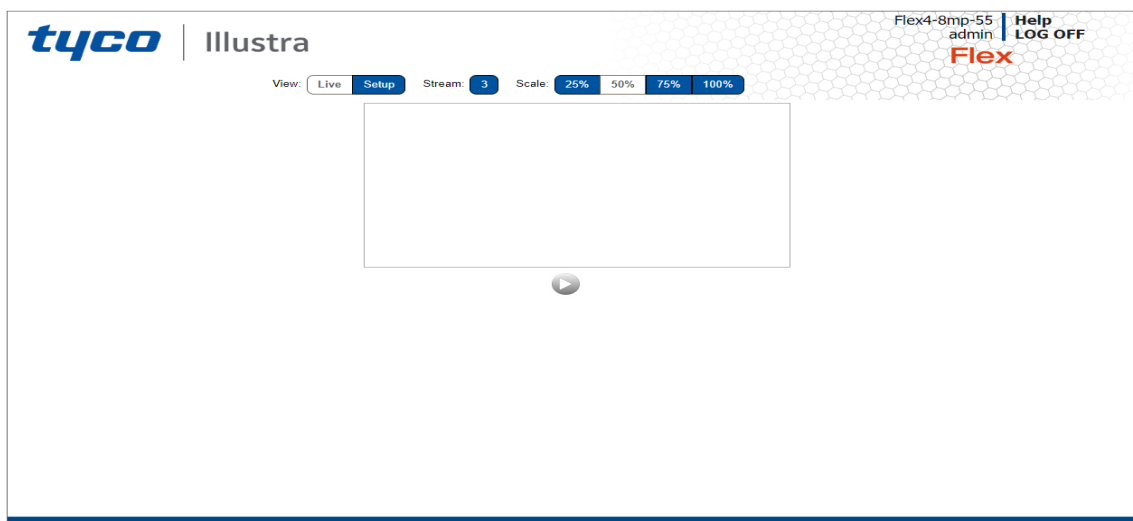 tyco | Illustra
Flex4-8mp-55 | Help
admin | LOG OFF
Flex
View: Live Setup Stream: 3 Scale: 25% 50% 75% 100%